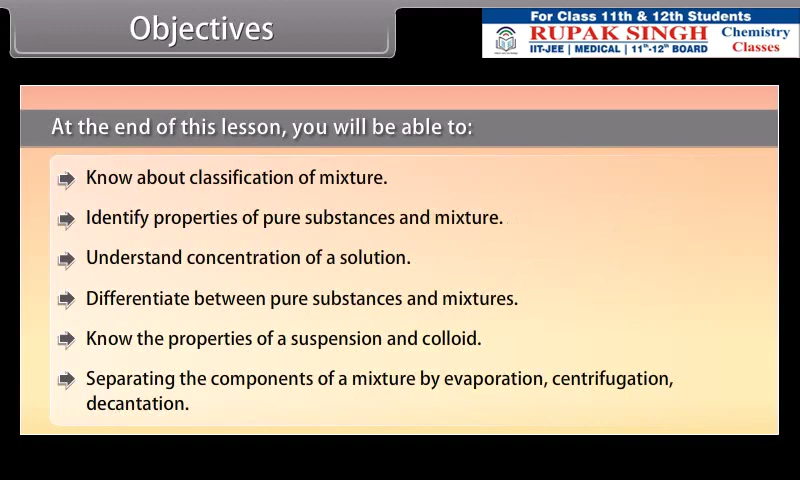 Objectives
For Class 11th & 12th Students
RUPAK SINGH
IIT-JEE | MEDICAL | 11th-12th BOARD
Chemistry
Classes
At the end of this lesson, you will be able to:
Know about classification of mixture.
Identify properties of pure substances and mixture.
Understand concentration of a solution.
Differentiate between pure substances and mixtures.
Know the properties of a suspension and colloid.
Separating the components of a mixture by evaporation, centrifugation,
decantation.